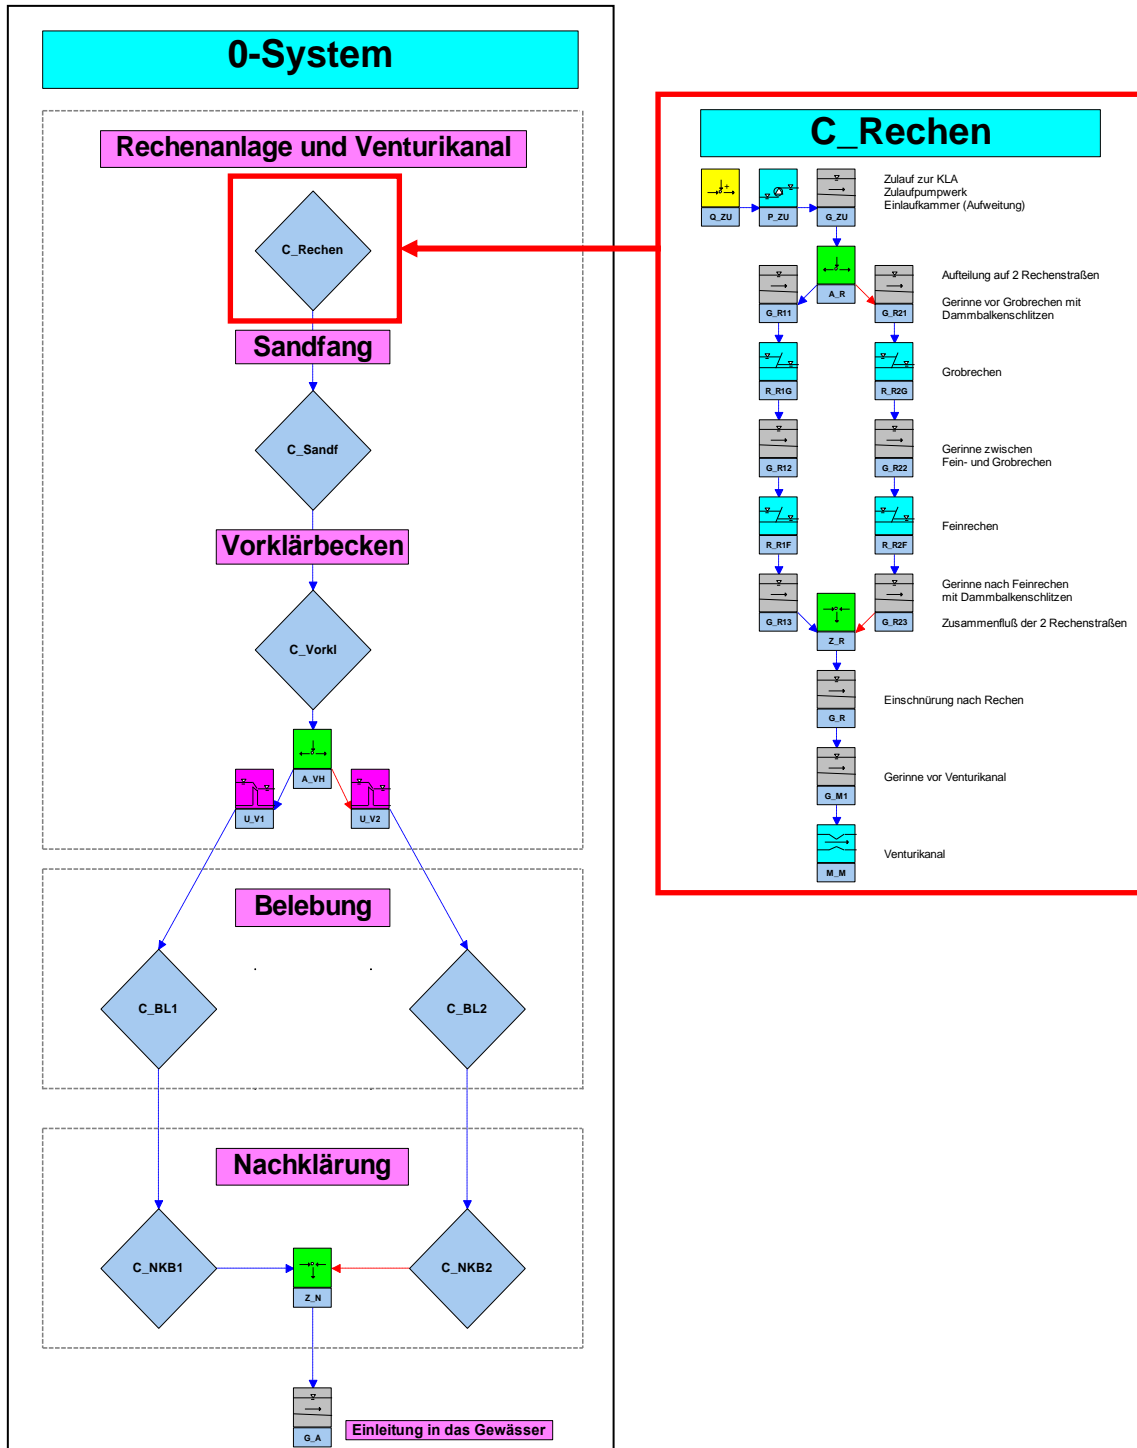 0-System
Rechenanlage und Venturikanal
C_Rechen
Sandfang
C_Sandf
Vorklärbecken
C_Vorkl
A_VH
U_V1
U_V2
Belebung
C_BL1
C_BL2
Nachklärung
C_NKB1
C_NKB2
Z_N
G_A
Einleitung in das Gewässer
C_Rechen
Q_ZU
P_ZU
G_ZU
Zulauf zur KLA
Zulaufpumpwerk
Einlaufkammer (Aufweitung)
A_R
Aufteilung auf 2 Rechenstraßen
G_R11
G_R21
Gerinne vor Grobrechen mit
Dammbalkenschlitzen
R_R1G
R_R2G
Grobrechen
G_R12
G_R22
Gerinne zwischen
Fein- und Grobrechen
R_R1F
R_R2F
Feinrechen
G_R13
G_R23
Gerinne nach Feinrechen
mit Dammbalkenschlitzen
Z_R
Zusammenfluß der 2 Rechenstraßen
G_R
Einschnürung nach Rechen
G_M1
Gerinne vor Venturikanal
M_M
Venturikanal